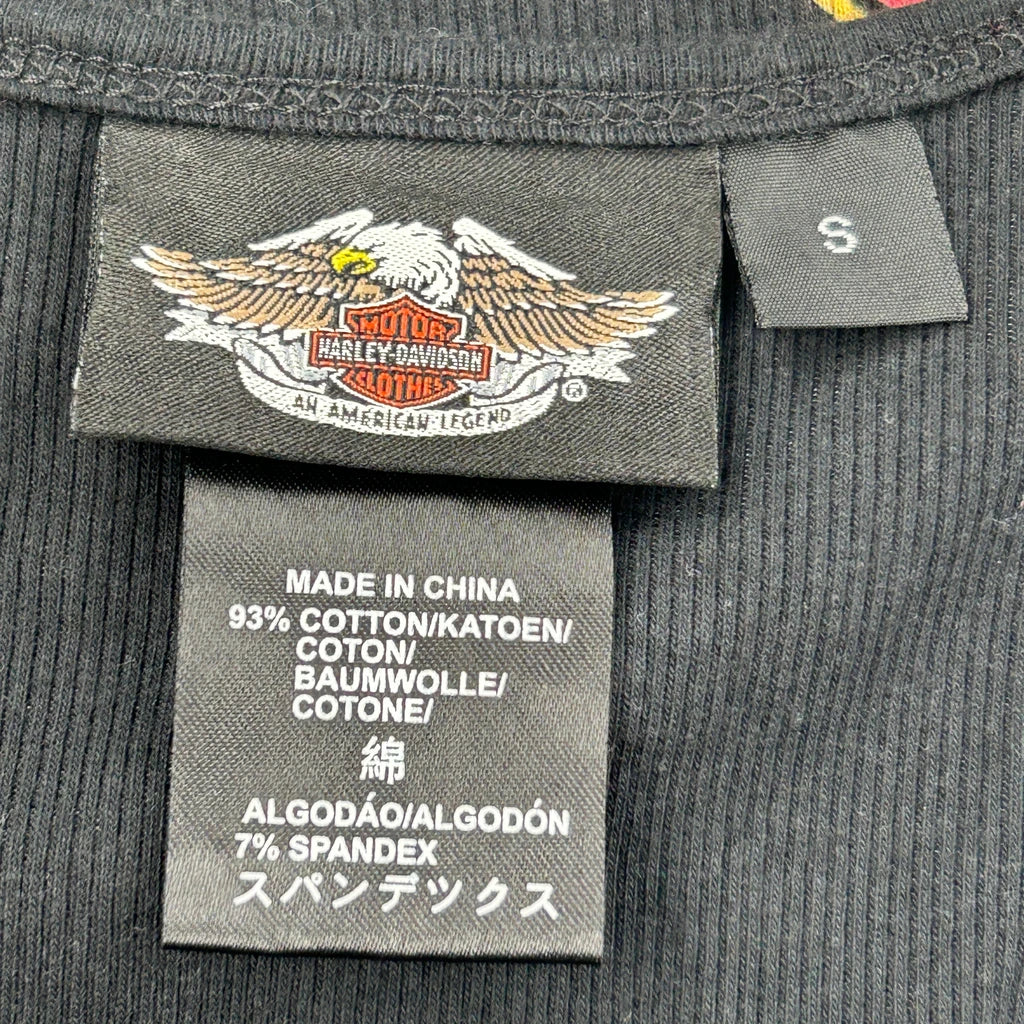 MOTOR
HARLEY-DAVIDSON
CLOTHES
AN AMERICAN LEGEND
®
S
MADE IN CHINA
93% COTTON/KATOEN/
COTON/
BAUMWOLLE/
COTONE/
綿
ALGODÁO/ALGODÓN
7% SPANDEX
スパンデックス